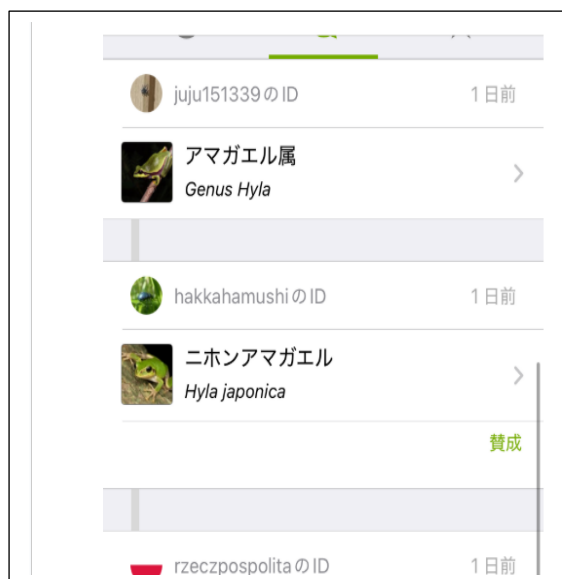 juju151339のID 1日前
アマガエル属
Genus Hyla
hakkahamushiのID 1日前
ニホンアマガエル
Hyla japonica
賛成
rzeczpospolitaのID 1日前